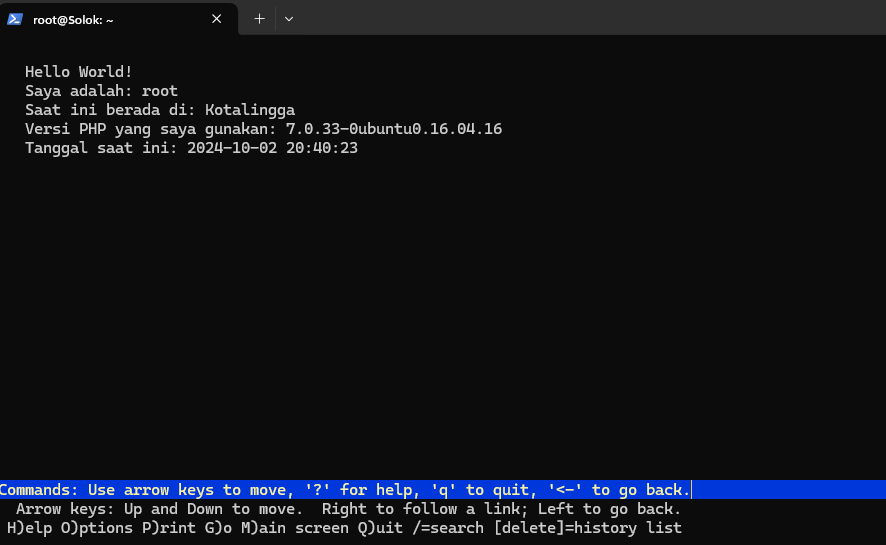 root@Solok: ~
Hello World!
Saya adalah: root
Saat ini berada di: Kotalingga
Versi PHP yang saya gunakan: 7.0.33-0ubuntu0.16.04.16
Tanggal saat ini: 2024-10-02 20:40:23
Commands: Use arrow keys to move, '?' for help, 'q' to quit, '<-' to go back.
Arrow keys: Up and Down to move.  Right to follow a link; Left to go back.
H)elp O)ptions P)rint G)o M)ain screen Q)uit /=search [delete]=history list